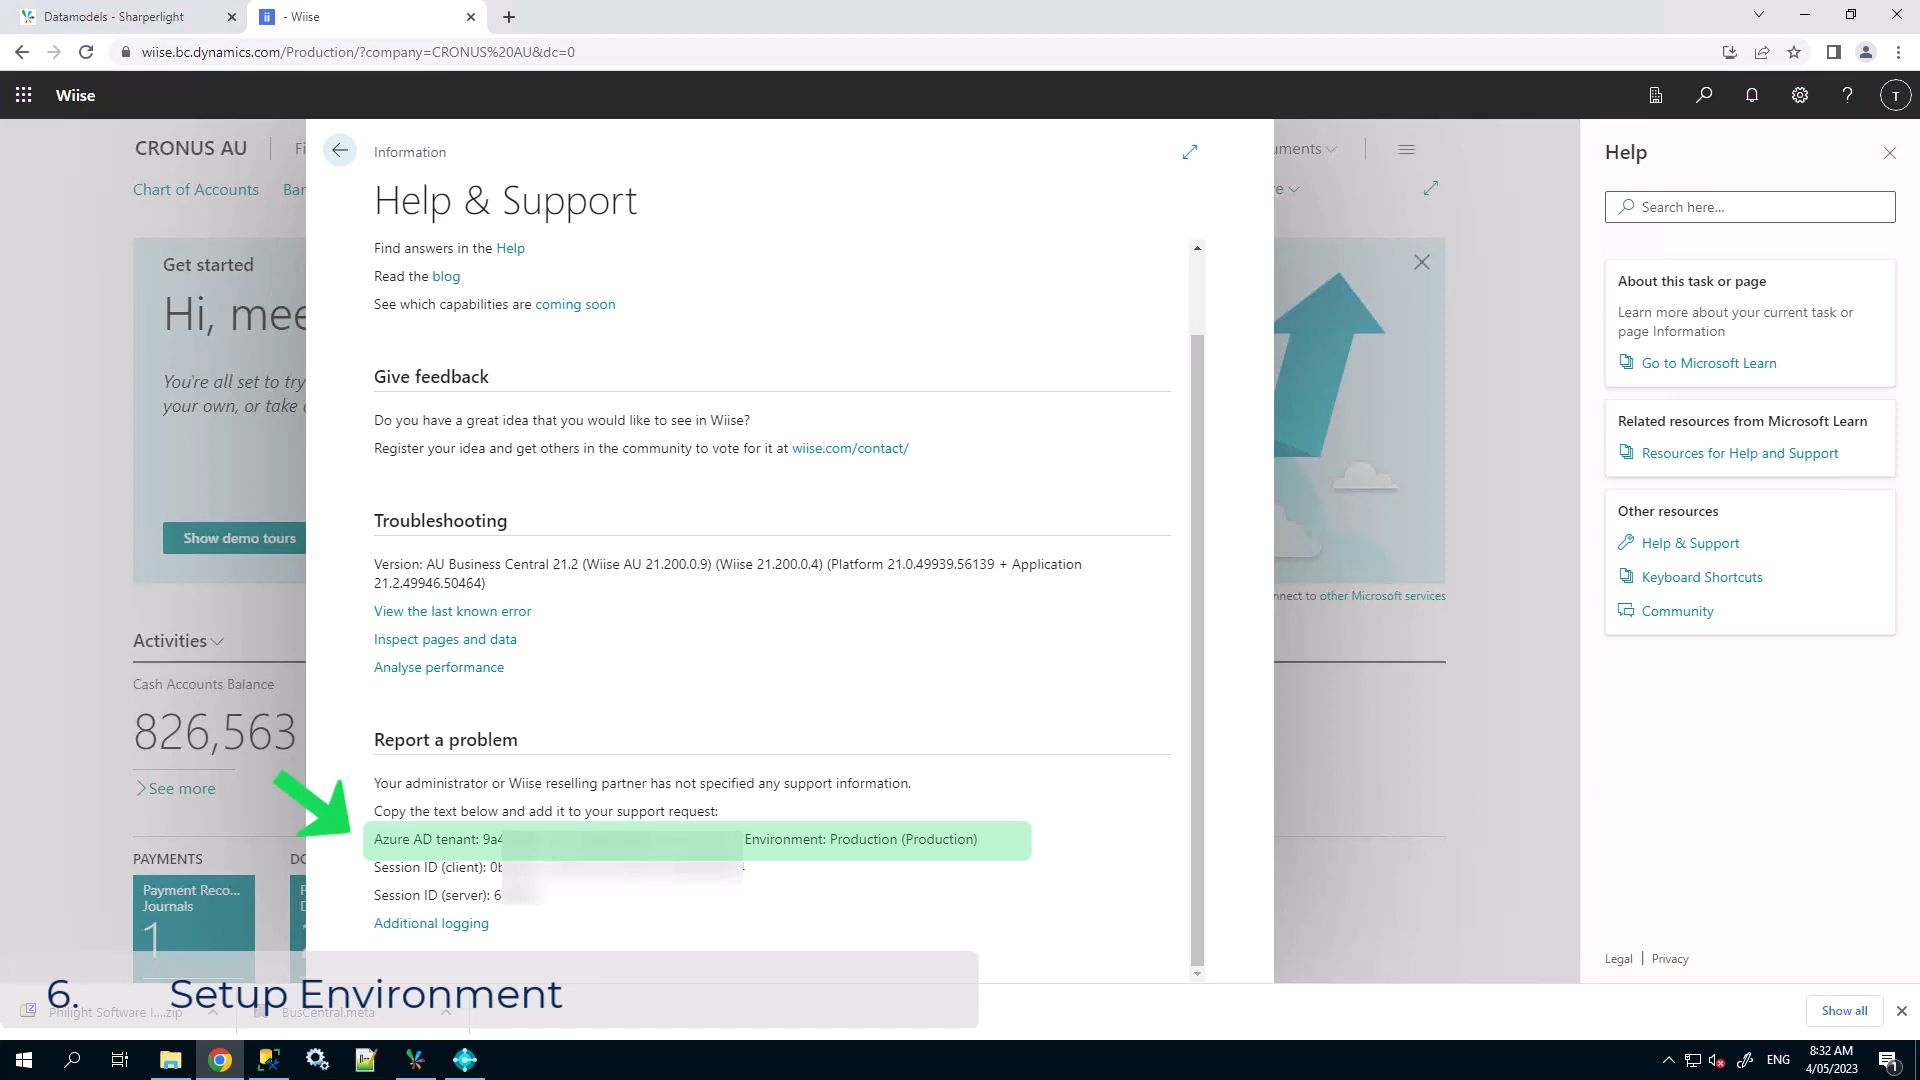 Datamodels - Sharperlight
- Wiise
wiise.bc.dynamics.com/Production/?company=CRONUS%20AU&dc=0
Wiise
T
CRONUS AU
Chart of Accounts
Get started
Hi, mee
You're all set to try
your own, or take
Show demo tours
Activities
Cash Accounts Balance
826,563
See more
PAYMENTS
Payment Reco...
Journals
1
Information
Help & Support
Find answers in the Help
Read the blog
See which capabilities are coming soon
Give feedback
Do you have a great idea that you would like to see in Wiise?
Register your idea and get others in the community to vote for it at wiise.com/contact/
Troubleshooting
Version: AU Business Central 21.2 (Wiise AU 21.200.0.9) (Wiise 21.200.0.4) (Platform 21.0.49939.56139 + Application
21.2.49946.50464)
View the last known error
Inspect pages and data
Analyse performance
Report a problem
Your administrator or Wiise reselling partner has not specified any support information.
Copy the text below and add it to your support request:
Azure AD tenant: 9a4 Environment: Production (Production)
Session ID (client): 0b
Session ID (server): 6
Additional logging
uments
re
nnect to other Microsoft services
Help
Search here...
About this task or page
Learn more about your current task or
page Information
Go to Microsoft Learn
Related resources from Microsoft Learn
Resources for Help and Support
Other resources
Help & Support
Keyboard Shortcuts
Community
Legal | Privacy
6. Setup Environment
Philight Software I....zip
BusCentral.meta
Show all
ENG
8:32 AM
4/05/2023
1